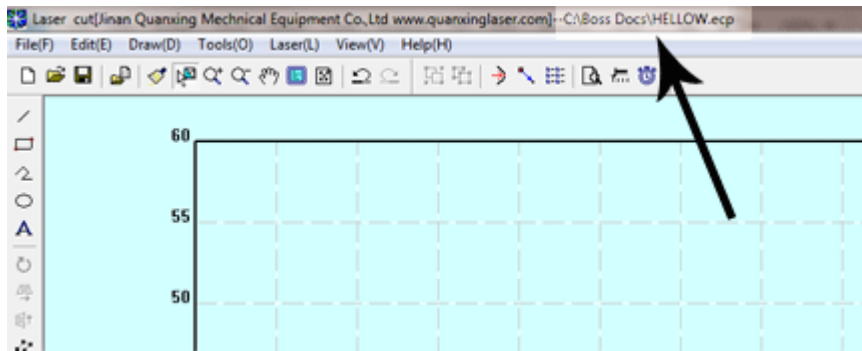 Laser cut[Jinan Quanxing Mechnical Equipment Co.,Ltd www.quanxinglaser.com]--C:\Boss Docs\HELLOW.ecp
File(F) Edit(E) Draw(D) Tools(O) Laser(L) View(V) Help(H)
A
60
55
50